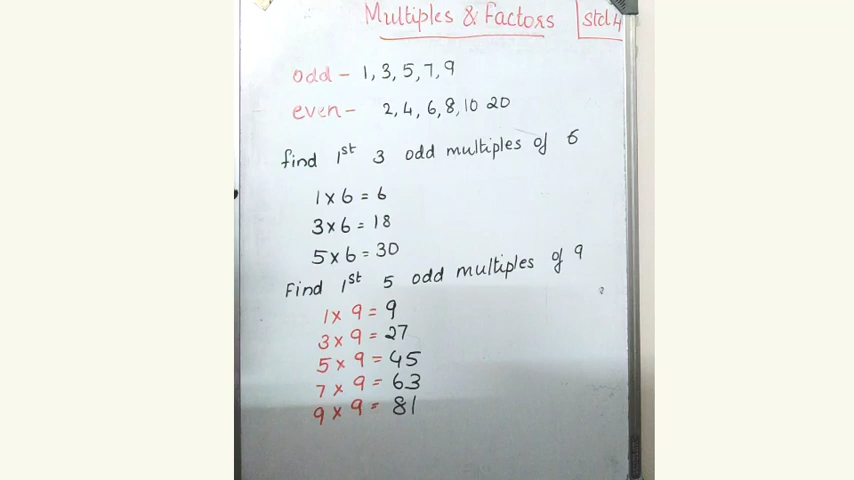 Multiples & Factors
Std 4
odd - 1, 3, 5, 7, 9
even - 2, 4, 6, 8, 10 20
find 1st 3 odd multiples of 6
1 x 6 = 6
3 x 6 = 18
5 x 6 = 30
Find 1st 5 odd multiples of 9
1 x 9 = 9
3 x 9 = 27
5 x 9 = 45
7 x 9 = 63
9 x 9 = 81